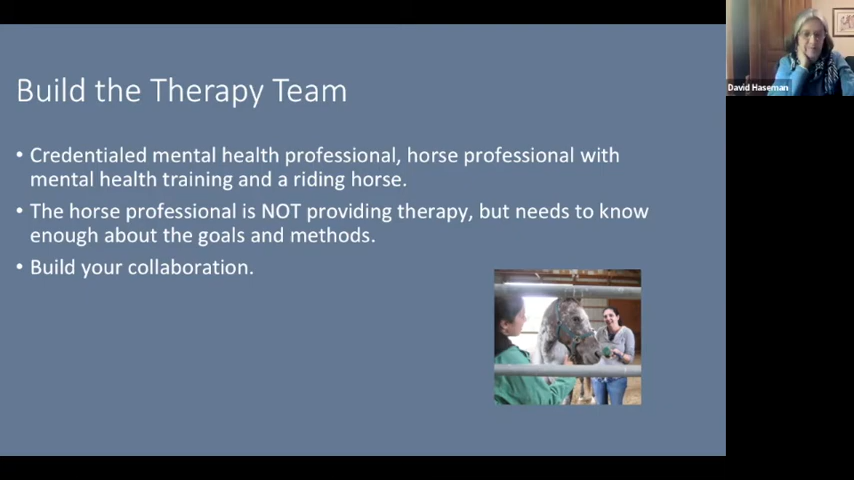 Build the Therapy Team
• Credentialed mental health professional, horse professional with
mental health training and a riding horse.
• The horse professional is NOT providing therapy, but needs to know
enough about the goals and methods.
• Build your collaboration.
David Haseman